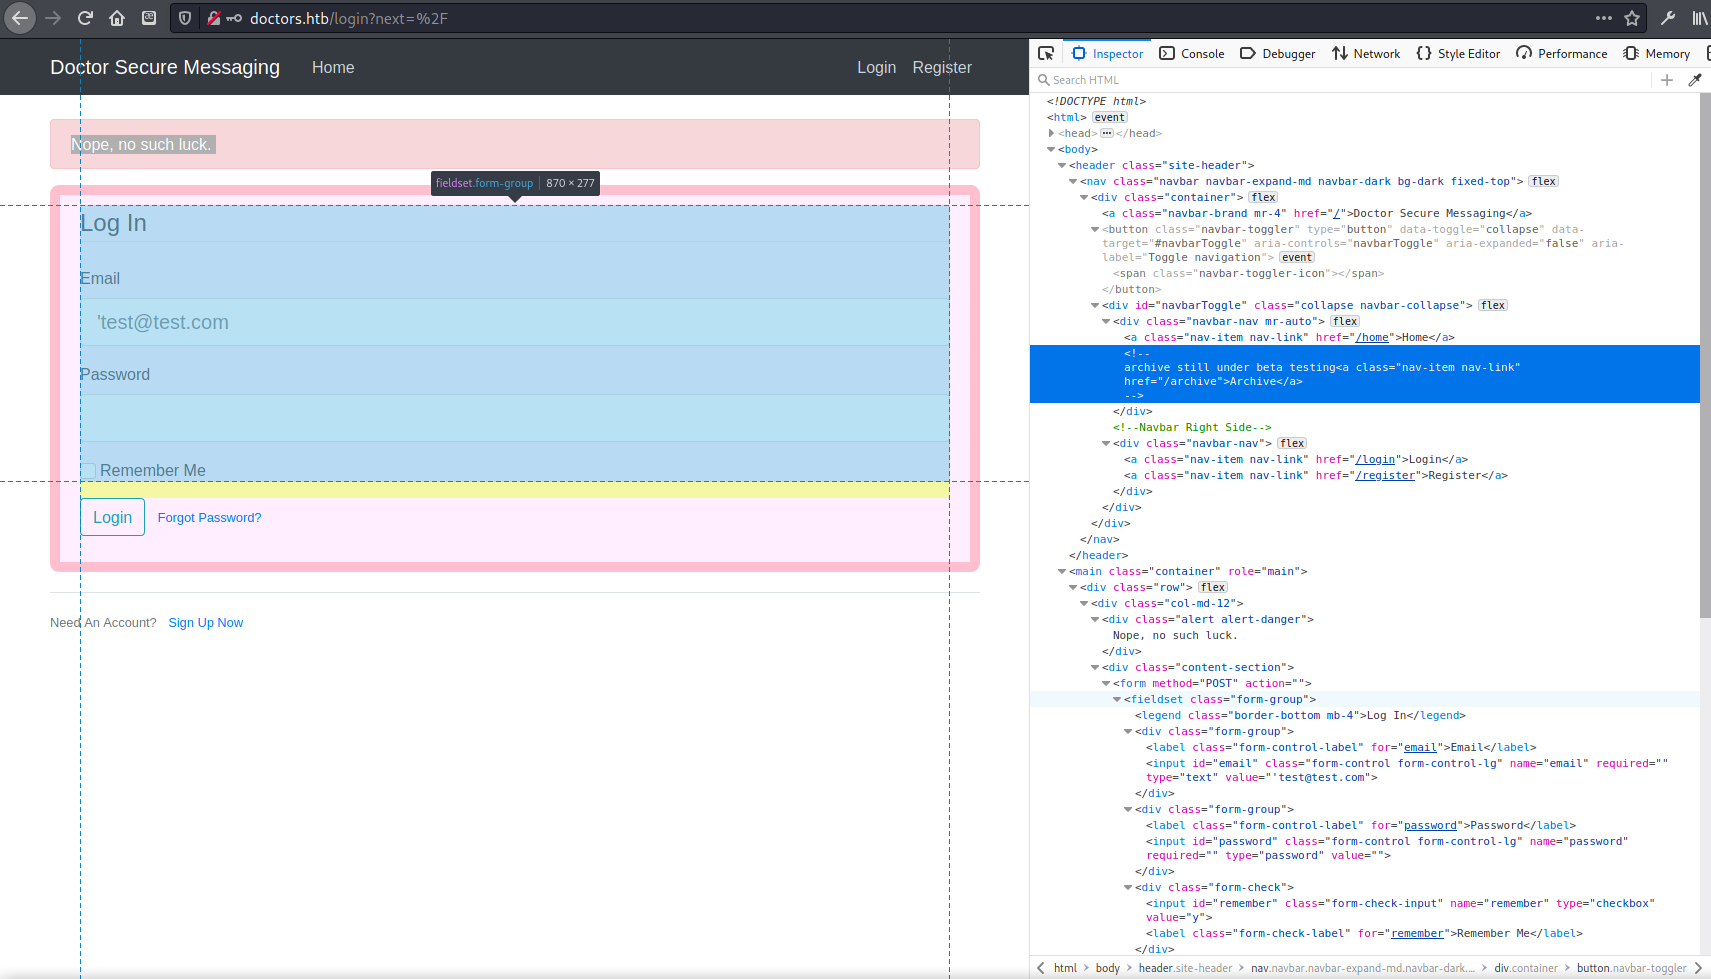 doctors.htb/login?next=%2F
Doctor Secure Messaging Home Login Register
Nope, no such luck.
fieldset.form-group 870 × 277
Log In
Email
'test@test.com
Password
Remember Me
Login Forgot Password?
Need An Account? Sign Up Now
Inspector Console Debugger Network Style Editor Performance Memory
Search HTML
<!DOCTYPE html>
<html> event
<head> ••• </head>
<body>
<header class="site-header">
<nav class="navbar navbar-expand-md navbar-dark bg-dark fixed-top"> flex
<div class="container"> flex
<a class="navbar-brand mr-4" href="/">Doctor Secure Messaging</a>
<button class="navbar-toggler" type="button" data-toggle="collapse" data-
target="#navbarToggle" aria-controls="navbarToggle" aria-expanded="false" aria-
label="Toggle navigation"> event
<span class="navbar-toggler-icon"></span>
</button>
<div id="navbarToggle" class="collapse navbar-collapse"> flex
<div class="navbar-nav mr-auto"> flex
<a class="nav-item nav-link" href="/home">Home</a>
<!--
archive still under beta testing<a class="nav-item nav-link"
href="/archive">Archive</a>
-->
</div>
<!--Navbar Right Side-->
<div class="navbar-nav"> flex
<a class="nav-item nav-link" href="/login">Login</a>
<a class="nav-item nav-link" href="/register">Register</a>
</div>
</div>
</div>
</nav>
</header>
<main class="container" role="main">
<div class="row"> flex
<div class="col-md-12">
<div class="alert alert-danger">
Nope, no such luck.
</div>
<div class="content-section">
<form method="POST" action="">
<fieldset class="form-group">
<legend class="border-bottom mb-4">Log In</legend>
<div class="form-group">
<label class="form-control-label" for="email">Email</label>
<input id="email" class="form-control form-control-lg" name="email" required=""
type="text" value="'test@test.com">
</div>
<div class="form-group">
<label class="form-control-label" for="password">Password</label>
<input id="password" class="form-control form-control-lg" name="password"
required="" type="password" value="">
</div>
<div class="form-check">
<input id="remember" class="form-check-input" name="remember" type="checkbox"
value="y">
<label class="form-check-label" for="remember">Remember Me</label>
</div>
html body header.site-header nav.navbar.navbar-expand-md.navbar-dark.... div.container button.navbar-toggler